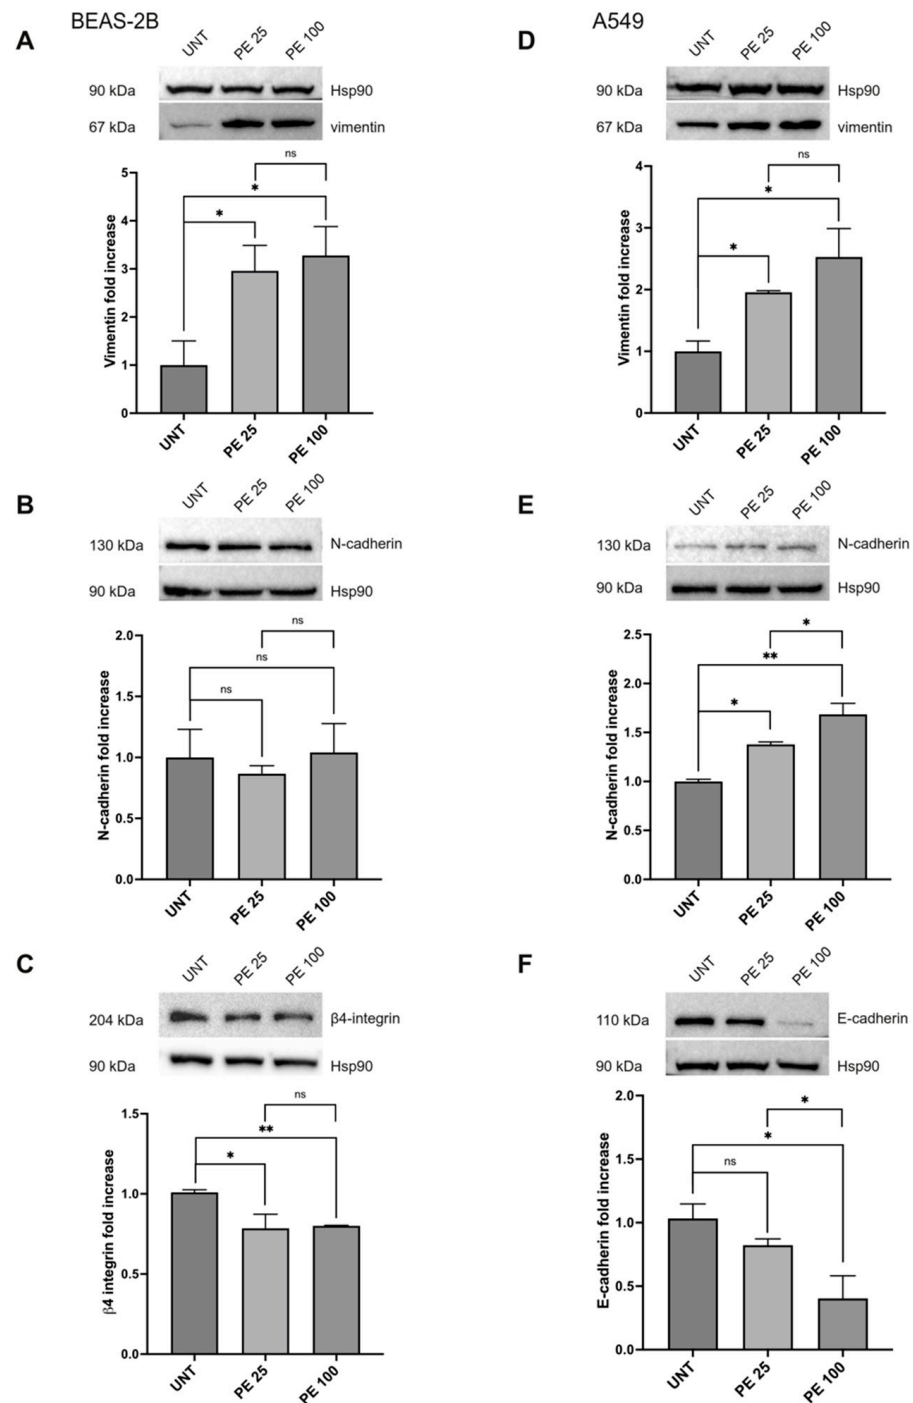 BEAS-2B
A
UNT
PE 25
PE 100
90 kDa
Hsp90
67 kDa
vimentin
ns
*
*
Vimentin fold increase
5
4
3
2
1
0
UNT
PE 25
PE 100
B
UNT
PE 25
PE 100
130 kDa
N-cadherin
90 kDa
Hsp90
ns
ns
ns
N-cadherin fold increase
2.0
1.5
1.0
0.5
0.0
UNT
PE 25
PE 100
C
UNT
PE 25
PE 100
204 kDa
β4-integrin
90 kDa
Hsp90
ns
**
*
β4 integrin fold increase
1.5
1.0
0.5
0.0
UNT
PE 25
PE 100
A549
D
UNT
PE 25
PE 100
90 kDa
Hsp90
67 kDa
vimentin
ns
*
*
Vimentin fold increase
4
3
2
1
0
UNT
PE 25
PE 100
E
UNT
PE 25
PE 100
130 kDa
N-cadherin
90 kDa
Hsp90
*
**
*
N-cadherin fold increase
2.5
2.0
1.5
1.0
0.5
0.0
UNT
PE 25
PE 100
F
UNT
PE 25
PE 100
110 kDa
E-cadherin
90 kDa
Hsp90
*
*
ns
E-cadherin fold increase
2.0
1.5
1.0
0.5
0.0
UNT
PE 25
PE 100